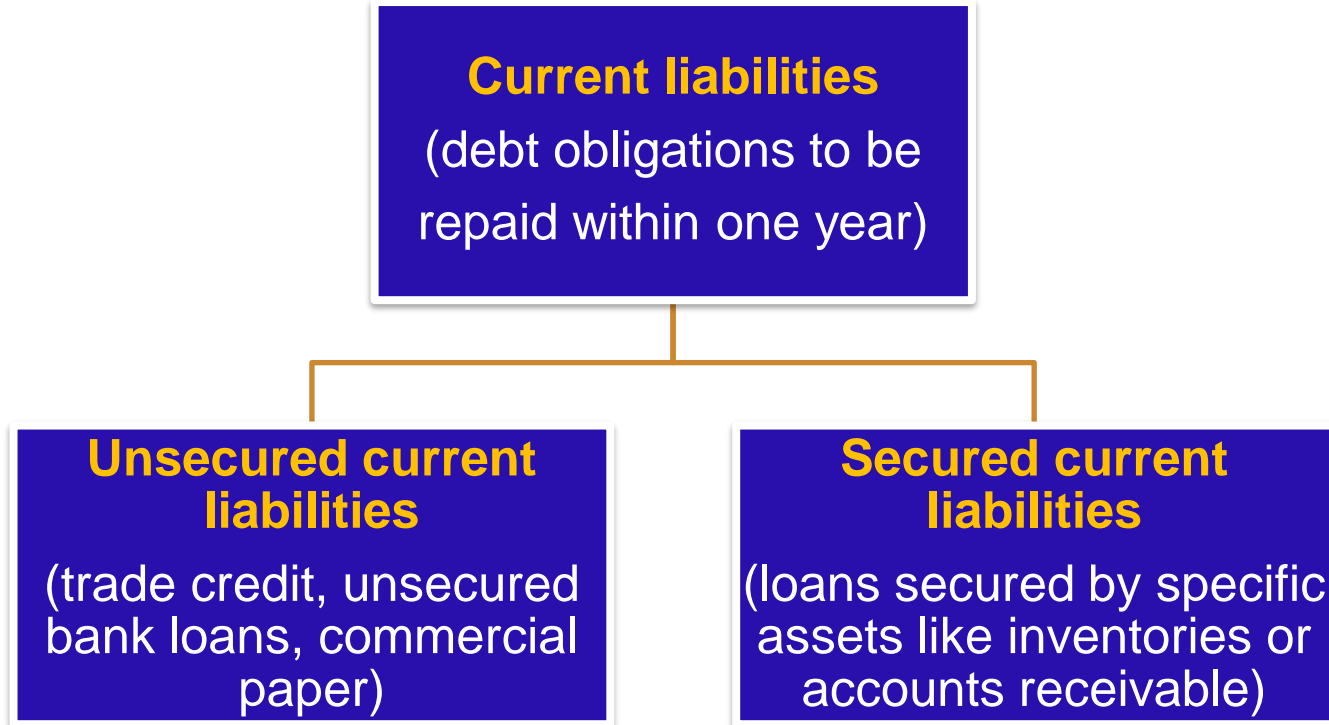 Current liabilities
(debt obligations to be
repaid within one year)
Unsecured current
liabilities
(trade credit, unsecured
bank loans, commercial
paper)
Secured current
liabilities
(loans secured by specific
assets like inventories or
accounts receivable)